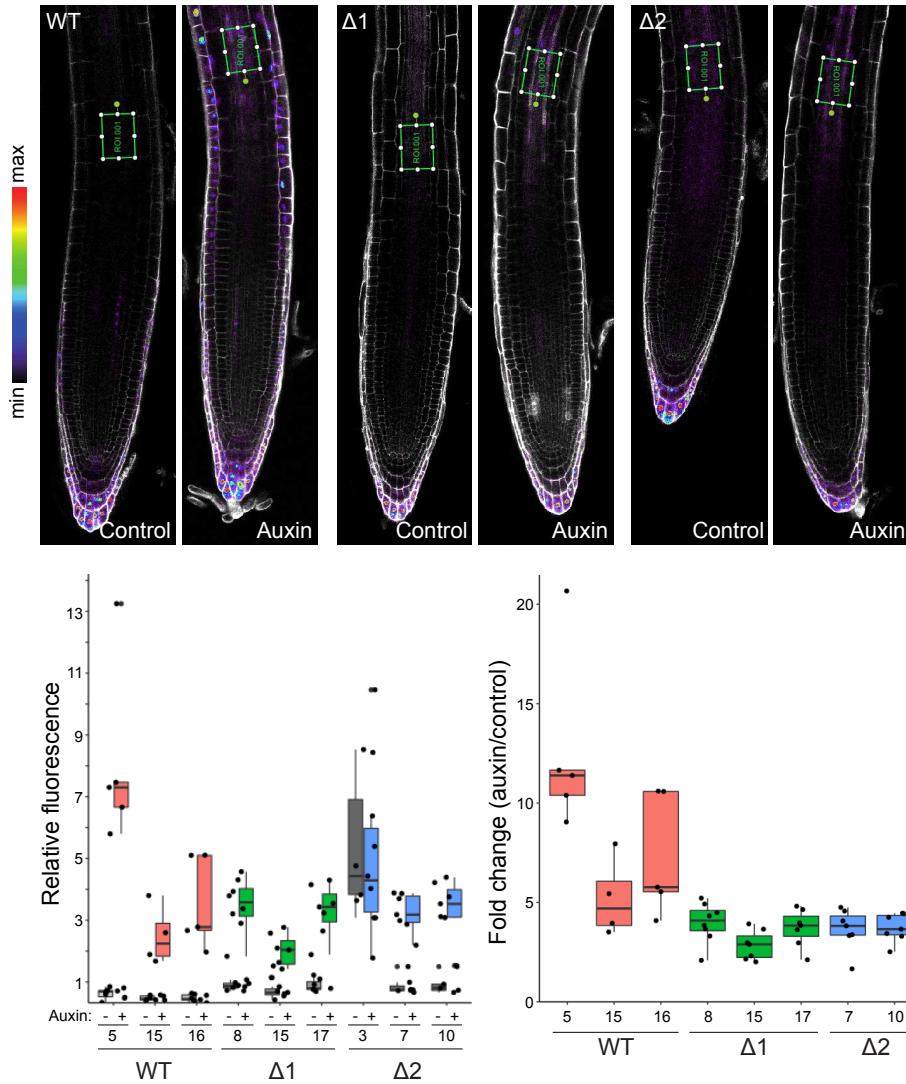 WT
Δ1
Δ2
ROI.001
ROI.001
ROI.001
ROI.001
ROI.001
ROI.001
max
min
Control
Auxin
Control
Auxin
Control
Auxin
Relative fluorescence
13
11
9
7
5
3
1
Auxin: - + - + - + - + - + - + - + - + - +
5 15 16 8 15 17 3 7 10
WT Δ1 Δ2
Fold change (auxin/control)
20
15
10
5
0
5 15 16 8 15 17 7 10
WT Δ1 Δ2